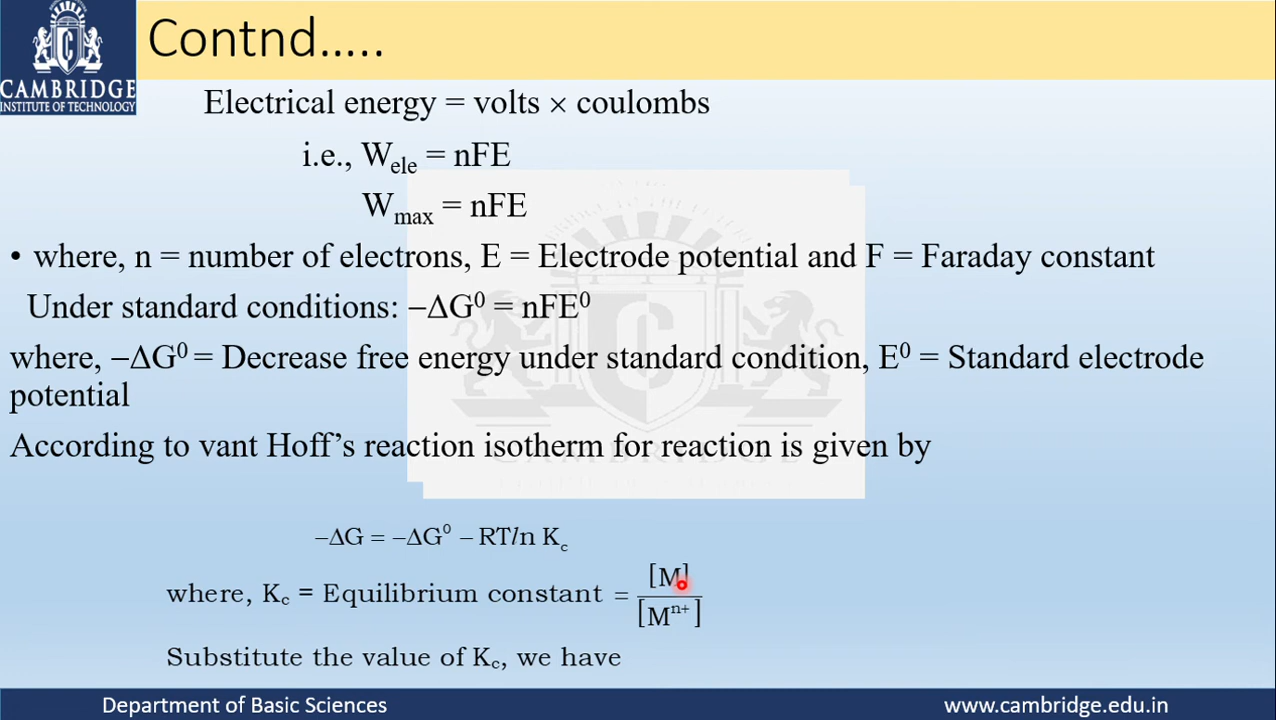 CAMBRIDGE
INSTITUTE OF TECHNOLOGY
Contnd.....
Electrical energy = volts × coulombs
i.e., Wₑₗₑ = nFE
Wₘₐₓ = nFE
• where, n = number of electrons, E = Electrode potential and F = Faraday constant
Under standard conditions: –ΔG⁰ = nFE⁰
where, –ΔG⁰ = Decrease free energy under standard condition, E⁰ = Standard electrode
potential
According to vant Hoff’s reaction isotherm for reaction is given by
–ΔG = –ΔG⁰ – RTln K_c
where, K_c = Equilibrium constant = [M] / [Mⁿ⁺]
Substitute the value of K_c, we have
Department of Basic Sciences
www.cambridge.edu.in